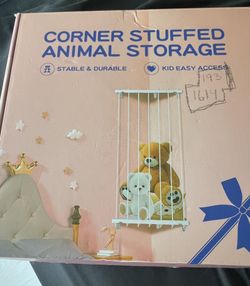 CORNER STUFFED
ANIMAL STORAGE
STABLE & DURABLE KID EASY ACCESS
193
1614